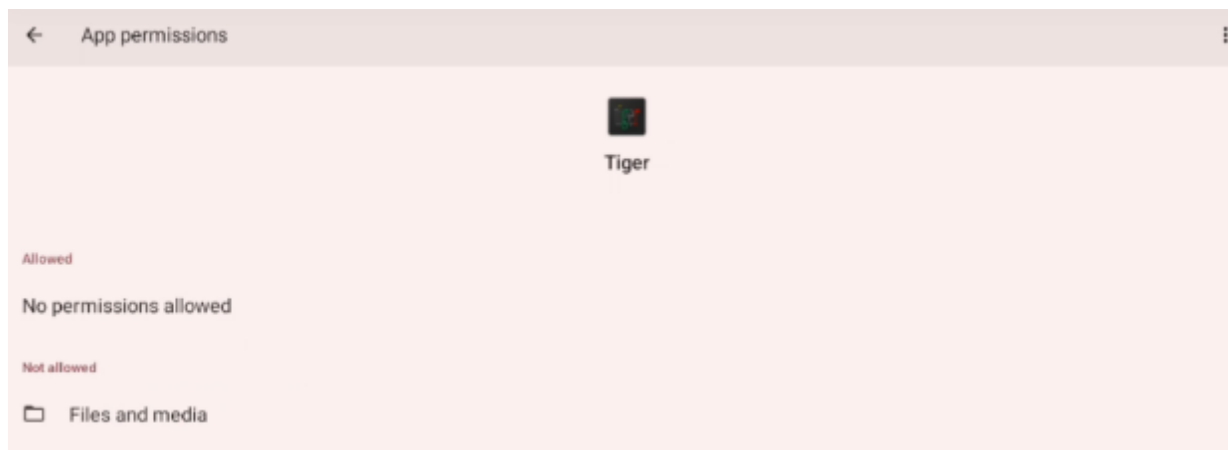 App permissions
Tiger
Allowed
No permissions allowed
Not allowed
Files and media